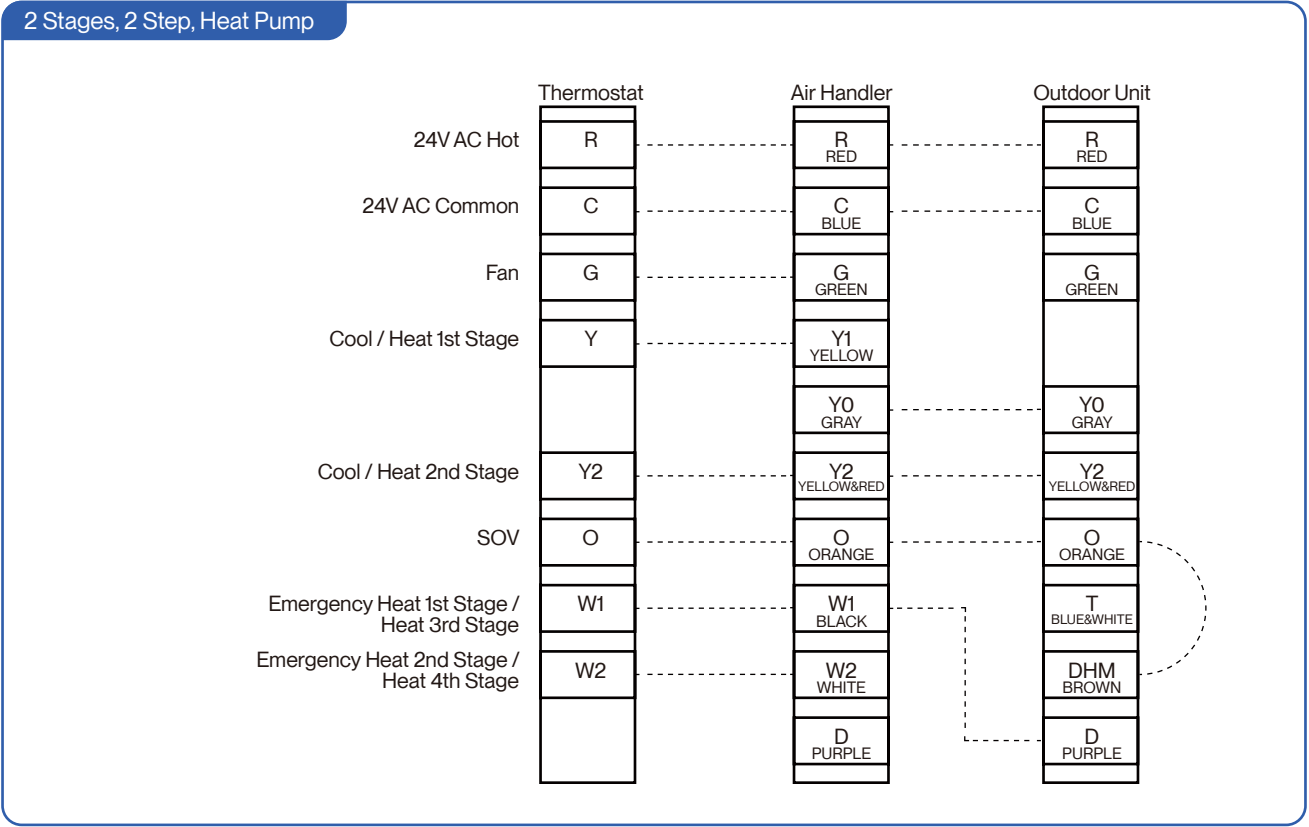 2 Stages, 2 Step, Heat Pump
Thermostat Air Handler Outdoor Unit
24V AC Hot R R R
RED RED
24V AC Common C C C
BLUE BLUE
Fan G G G
GREEN GREEN
Cool / Heat 1st Stage Y Y1
YELLOW
Y0 Y0
GRAY GRAY
Cool / Heat 2nd Stage Y2 Y2 Y2
YELLOW&RED YELLOW&RED
SOV O O O
ORANGE ORANGE
Emergency Heat 1st Stage / W1 W1 T
Heat 3rd Stage BLACK BLUE&WHITE
Emergency Heat 2nd Stage / W2 W2 DHM
Heat 4th Stage WHITE BROWN
D D
PURPLE PURPLE